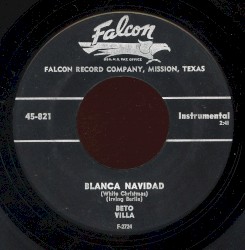 Falcon
REG. U.S. PAT. OFFICE
FALCON RECORD COMPANY, MISSION, TEXAS
45-821
Instrumental
2:41
BLANCA NAVIDAD
(White Christmas)
(Irving Berlin)
BETO
VILLA
F-2724